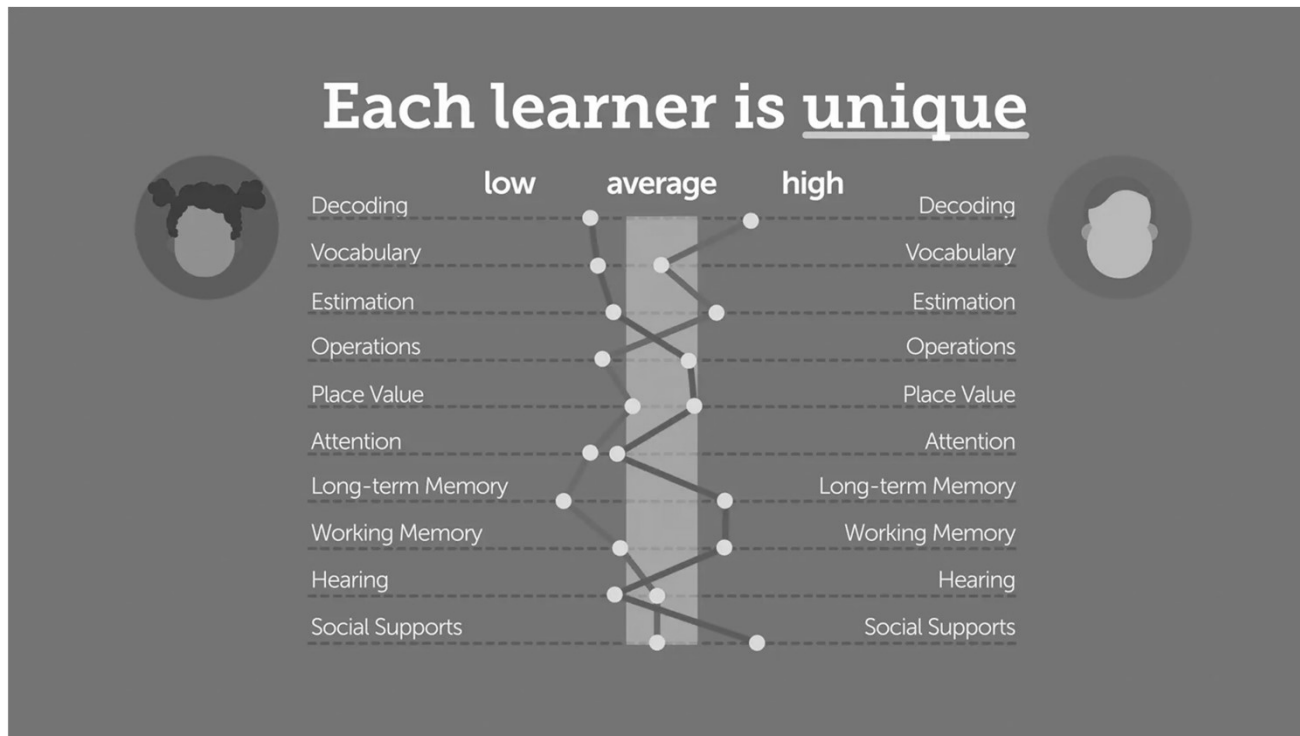 Each learner is unique
low average high
Decoding Decoding
Vocabulary Vocabulary
Estimation Estimation
Operations Operations
Place Value Place Value
Attention Attention
Long-term Memory Long-term Memory
Working Memory Working Memory
Hearing Hearing
Social Supports Social Supports